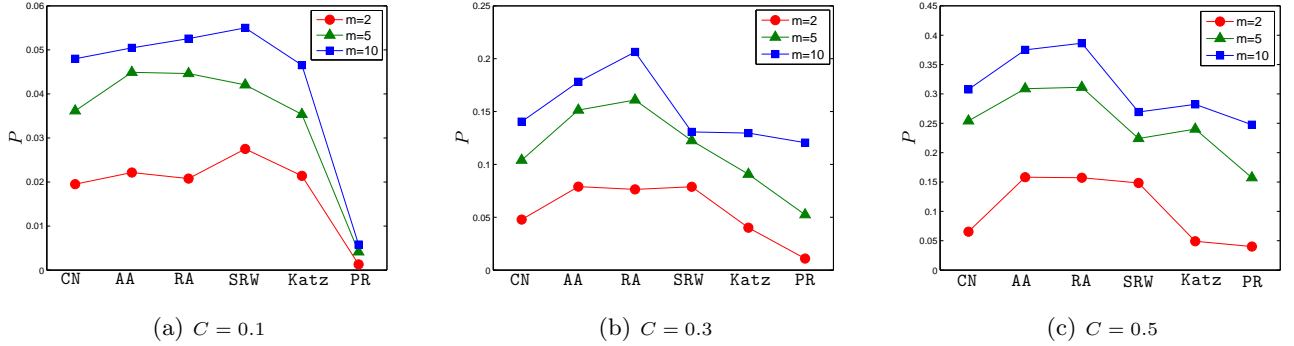 0.06
0.05
0.04
0.03
0.02
0.01
0
P
CN AA RA SRW Katz PR
m=2
m=5
m=10
(a) C = 0.1
0.25
0.2
0.15
0.1
0.05
0
P
CN AA RA SRW Katz PR
m=2
m=5
m=10
(b) C = 0.3
0.45
0.4
0.35
0.3
0.25
0.2
0.15
0.1
0.05
0
P
CN AA RA SRW Katz PR
m=2
m=5
m=10
(c) C = 0.5